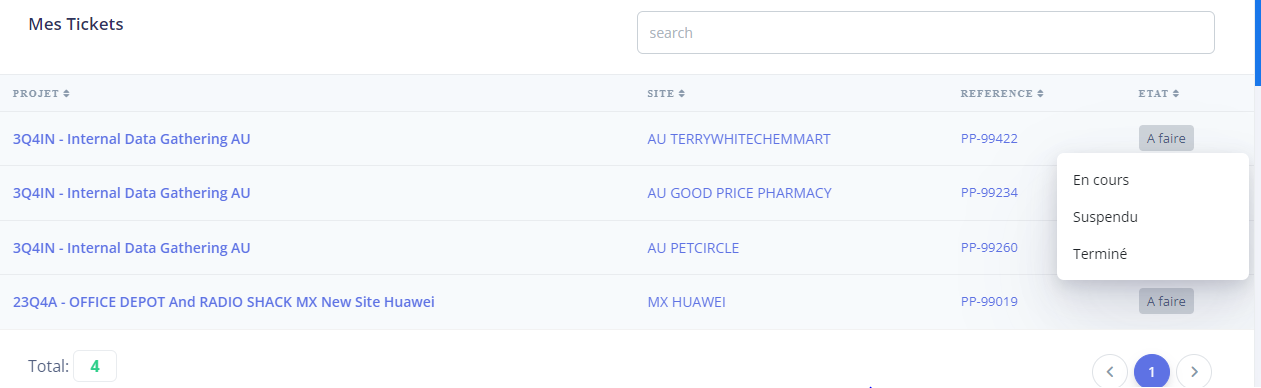 Mes Tickets
search
PROJET SITE REFERENCE ETAT
3Q4IN - Internal Data Gathering AU AU TERRYWHITECHEMMART PP-99422 A faire
En cours
3Q4IN - Internal Data Gathering AU AU GOOD PRICE PHARMACY PP-99234
Suspendu
3Q4IN - Internal Data Gathering AU AU PETCIRCLE PP-99260
Terminé
23Q4A - OFFICE DEPOT And RADIO SHACK MX New Site Huawei MX HUAWEI PP-99019 A faire
Total: 4
1